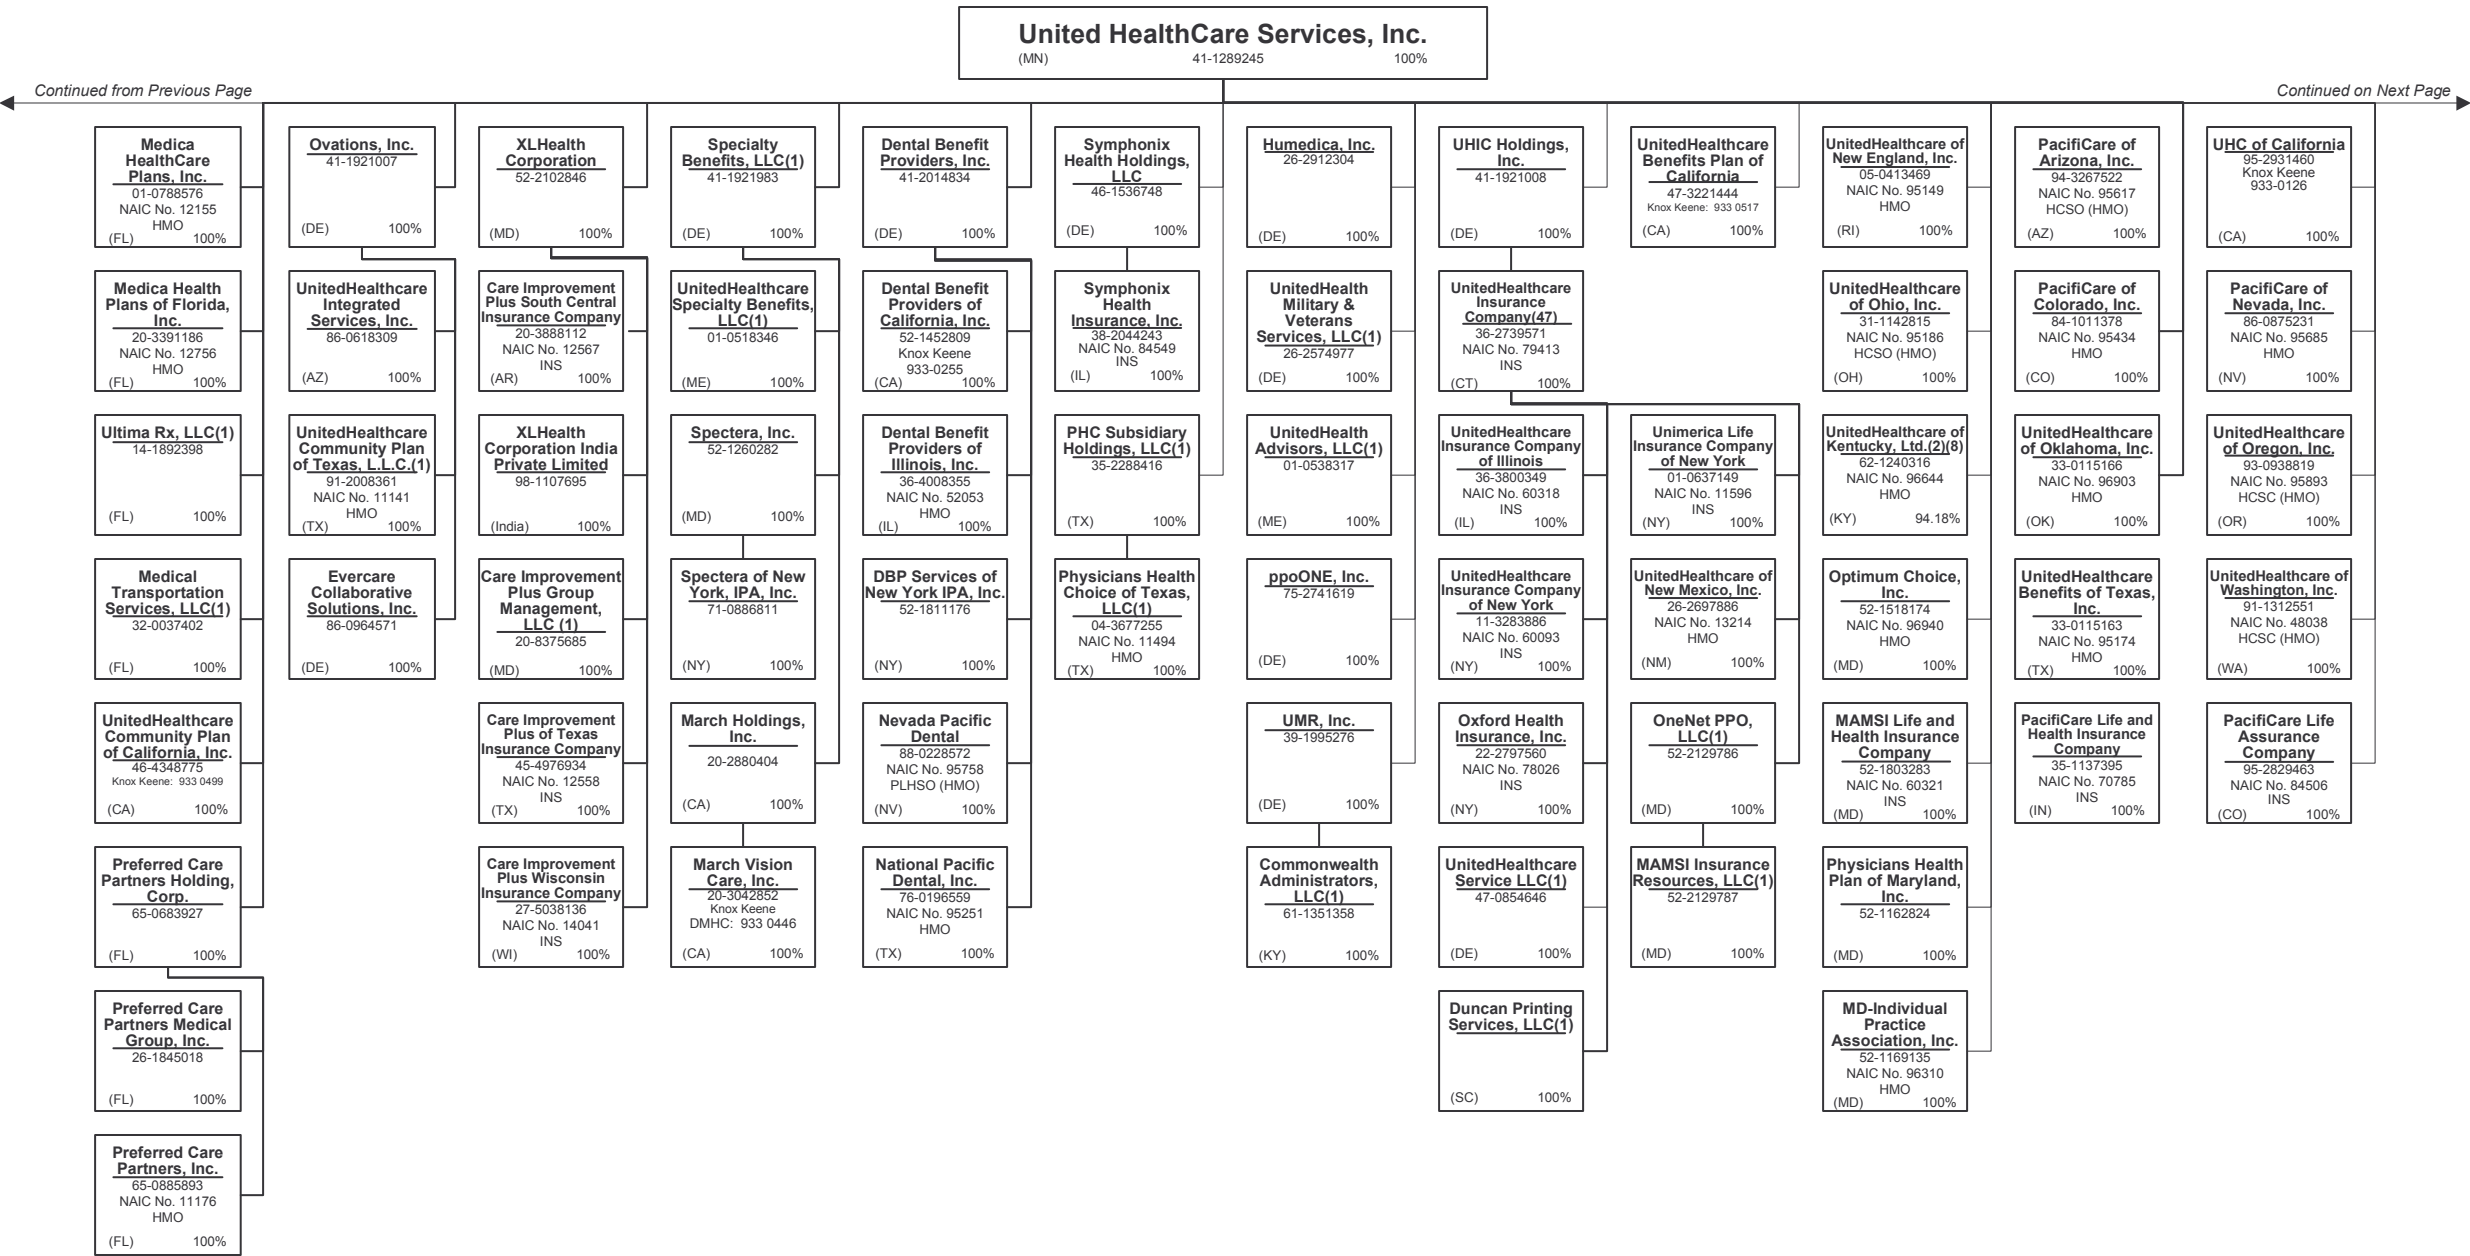 United HealthCare Services, Inc.
(MN) 41-1289245 100%
Continued from Previous Page
Continued on Next Page
Medica
HealthCare
Plans, Inc.
01-0788576
NAIC No. 12155
HMO
(FL) 100%
Ovations, Inc.
41-1921007
(DE) 100%
XLHealth
Corporation
52-2102846
(MD) 100%
Specialty
Benefits, LLC(1)
41-1921983
(DE) 100%
Dental Benefit
Providers, Inc.
41-2014834
(DE) 100%
Symphonix
Health Holdings,
LLC
46-1536748
(DE) 100%
Humedica, Inc.
26-2912304
(DE) 100%
UHIC Holdings,
Inc.
41-1921008
(DE) 100%
UnitedHealthcare
Benefits Plan of
California
47-3221444
Knox Keene: 933 0517
(CA) 100%
UnitedHealthcare of
New England, Inc.
05-0413469
NAIC No. 95149
HMO
(RI) 100%
PacifiCare of
Arizona, Inc.
94-3267522
NAIC No. 95617
HCSO (HMO)
(AZ) 100%
UHC of California
95-2931460
Knox Keene
933-0126
(CA) 100%
Medica Health
Plans of Florida,
Inc.
20-3391186
NAIC No. 12756
HMO
(FL) 100%
UnitedHealthcare
Integrated
Services, Inc.
86-0618309
(AZ) 100%
Care Improvement
Plus South Central
Insurance Company
20-3888112
NAIC No. 12567
INS
(AR) 100%
UnitedHealthcare
Specialty Benefits,
LLC(1)
01-0518346
(ME) 100%
Dental Benefit
Providers of
California, Inc.
52-1452809
Knox Keene
933-0255
(CA) 100%
Symphonix
Health
Insurance, Inc.
38-2044243
NAIC No. 84549
INS
(IL) 100%
UnitedHealth
Military &
Veterans
Services, LLC(1)
26-2574977
(DE) 100%
UnitedHealthcare
Insurance
Company(47)
36-2739571
NAIC No. 79413
INS
(CT) 100%
UnitedHealthcare
of Ohio, Inc.
31-1142815
NAIC No. 95186
HCSO (HMO)
(OH) 100%
PacifiCare of
Colorado, Inc.
84-1011378
NAIC No. 95434
HMO
(CO) 100%
PacifiCare of
Nevada, Inc.
86-0875231
NAIC No. 95685
HMO
(NV) 100%
Ultima Rx, LLC(1)
14-1892398
(FL) 100%
UnitedHealthcare
Community Plan
of Texas, L.L.C.(1)
91-2008361
NAIC No. 11141
HMO
(TX) 100%
XLHealth
Corporation India
Private Limited
98-1107695
(India) 100%
Spectera, Inc.
52-1260282
(MD) 100%
Dental Benefit
Providers of
Illinois, Inc.
36-4008355
NAIC No. 52053
HMO
(IL) 100%
PHC Subsidiary
Holdings, LLC(1)
35-2288416
(TX) 100%
UnitedHealth
Advisors, LLC(1)
01-0538317
(ME) 100%
UnitedHealthcare
Insurance Company
of Illinois
36-3800349
NAIC No. 60318
INS
(IL) 100%
Unimerica Life
Insurance Company
of New York
01-0637149
NAIC No. 11596
INS
(NY) 100%
UnitedHealthcare of
Kentucky, Ltd.(2)(8)
62-1240316
NAIC No. 96644
HMO
(KY) 94.18%
UnitedHealthcare
of Oklahoma, Inc.
33-0115166
NAIC No. 96903
HMO
(OK) 100%
UnitedHealthcare
of Oregon, Inc.
93-0938819
NAIC No. 95893
HCSC (HMO)
(OR) 100%
Medical
Transportation
Services, LLC(1)
32-0037402
(FL) 100%
Evercare
Collaborative
Solutions, Inc.
86-0964571
(DE) 100%
Care Improvement
Plus Group
Management,
LLC (1)
20-8375685
(MD) 100%
Spectera of New
York, IPA, Inc.
71-0886811
(NY) 100%
DBP Services of
New York IPA, Inc.
52-1811176
(NY) 100%
Physicians Health
Choice of Texas,
LLC(1)
04-3677255
NAIC No. 11494
HMO
(TX) 100%
ppoONE, Inc.
75-2741619
(DE) 100%
UnitedHealthcare
Insurance Company
of New York
11-3283886
NAIC No. 60093
INS
(NY) 100%
UnitedHealthcare of
New Mexico, Inc.
26-2697886
NAIC No. 13214
HMO
(NM) 100%
Optimum Choice,
Inc.
52-1518174
NAIC No. 96940
HMO
(MD) 100%
UnitedHealthcare
Benefits of Texas,
Inc.
33-0115163
NAIC No. 95174
HMO
(TX) 100%
UnitedHealthcare of
Washington, Inc.
91-1312551
NAIC No. 48038
HCSC (HMO)
(WA) 100%
UnitedHealthcare
Community Plan
of California, Inc.
46-4348775
Knox Keene: 933 0499
(CA) 100%
Care Improvement
Plus of Texas
Insurance Company
45-4976934
NAIC No. 12558
INS
(TX) 100%
March Holdings,
Inc.
20-2880404
(CA) 100%
Nevada Pacific
Dental
88-0228572
NAIC No. 95758
PLHSO (HMO)
(NV) 100%
UMR, Inc.
39-1995276
(DE) 100%
Oxford Health
Insurance, Inc.
22-2797560
NAIC No. 78026
INS
(NY) 100%
OneNet PPO,
LLC(1)
52-2129786
(MD) 100%
MAMSI Life and
Health Insurance
Company
52-1803283
NAIC No. 60321
INS
(MD) 100%
PacifiCare Life and
Health Insurance
Company
35-1137395
NAIC No. 70785
INS
(IN) 100%
PacifiCare Life
Assurance
Company
95-2829463
NAIC No. 84506
INS
(CO) 100%
Preferred Care
Partners Holding,
Corp.
65-0683927
(FL) 100%
Care Improvement
Plus Wisconsin
Insurance Company
27-5038136
NAIC No. 14041
INS
(WI) 100%
March Vision
Care, Inc.
20-3042852
Knox Keene
DMHC: 933 0446
(CA) 100%
National Pacific
Dental, Inc.
76-0196559
NAIC No. 95251
HMO
(TX) 100%
Commonwealth
Administrators,
LLC(1)
61-1351358
(KY) 100%
UnitedHealthcare
Service LLC(1)
47-0854646
(DE) 100%
MAMSI Insurance
Resources, LLC(1)
52-2129787
(MD) 100%
Physicians Health
Plan of Maryland,
Inc.
52-1162824
(MD) 100%
Preferred Care
Partners Medical
Group, Inc.
26-1845018
(FL) 100%
Duncan Printing
Services, LLC(1)
(SC) 100%
MD-Individual
Practice
Association, Inc.
52-1169135
NAIC No. 96310
HMO
(MD) 100%
Preferred Care
Partners, Inc.
65-0885893
NAIC No. 11176
HMO
(FL) 100%